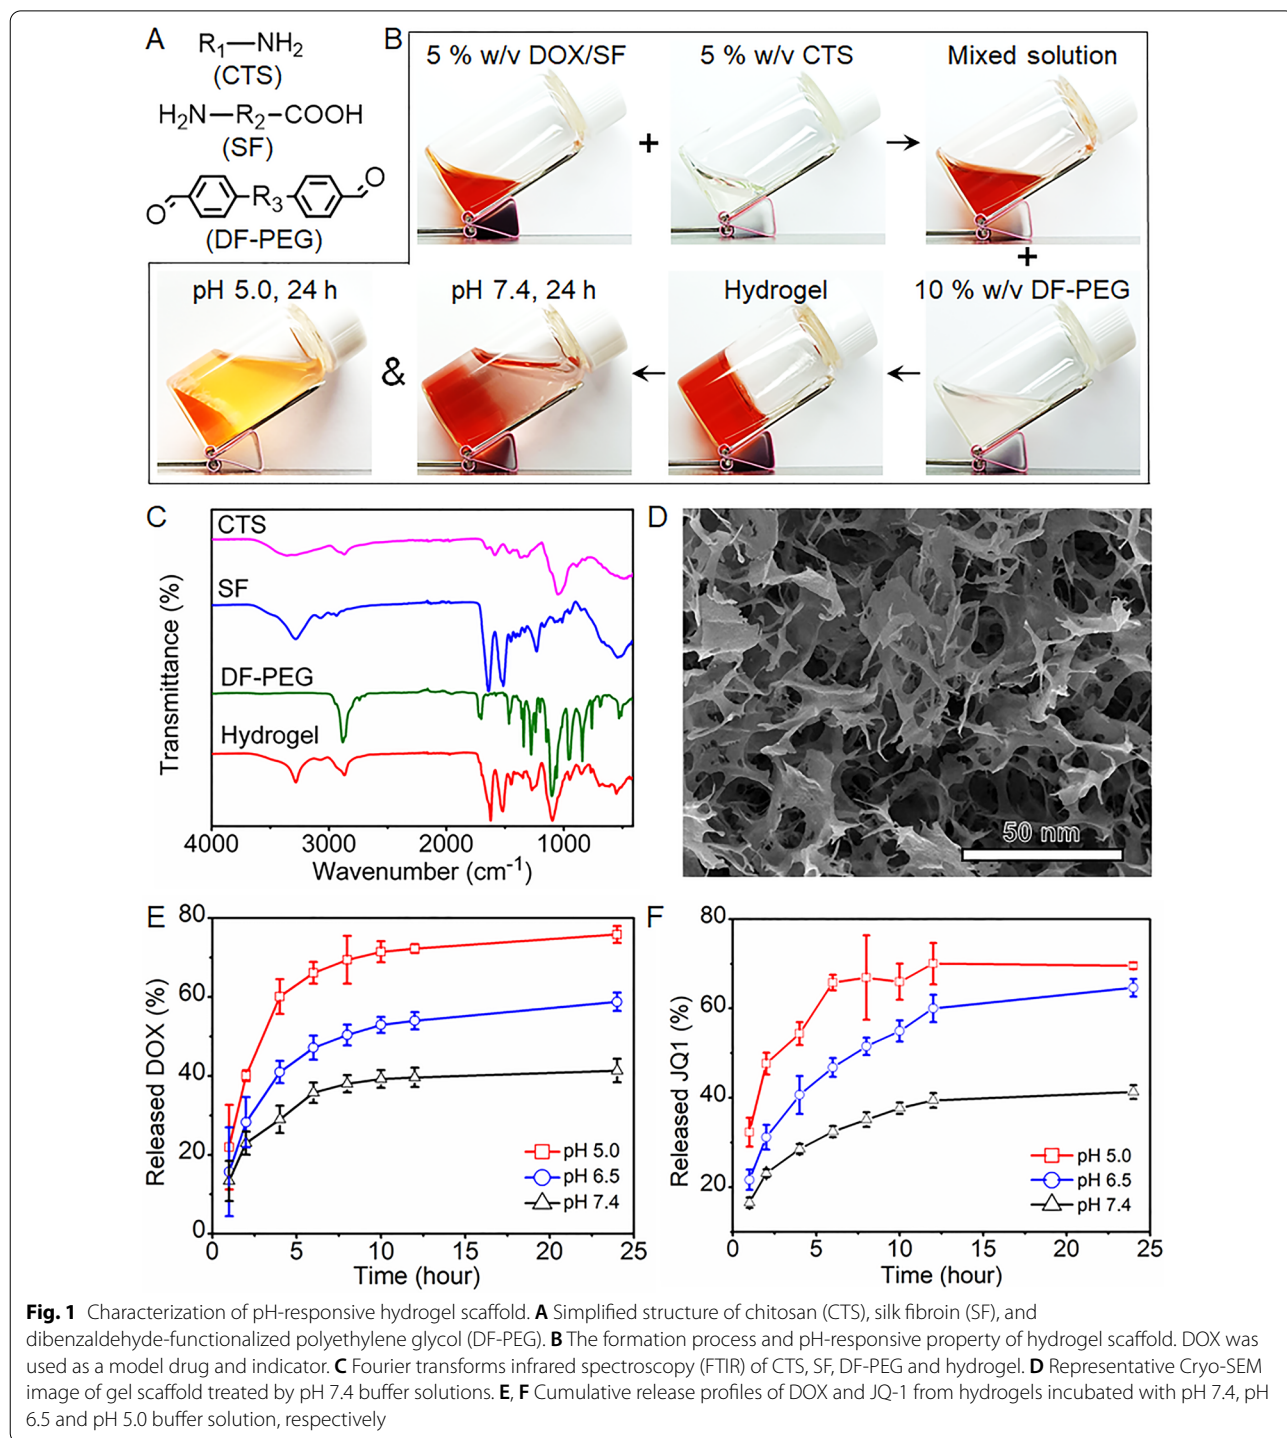 A
R₁—NH₂
(CTS)
H₂N—R₂—COOH
(SF)
O R₃ O
(DF-PEG)
B
5 % w/v DOX/SF + 5 % w/v CTS → Mixed solution
+
pH 5.0, 24 h & pH 7.4, 24 h ← Hydrogel ← 10 % w/v DF-PEG
C
CTS
SF
DF-PEG
Hydrogel
Transmittance (%)
4000 3000 2000 1000
Wavenumber (cm⁻¹)
D
50 nm
E
80
60
40
20
0
Released DOX (%)
pH 5.0
pH 6.5
pH 7.4
0 5 10 15 20 25
Time (hour)
F
80
60
40
20
Released JQ1 (%)
pH 5.0
pH 6.5
pH 7.4
0 5 10 15 20 25
Time (hour)
Fig. 1 Characterization of pH-responsive hydrogel scaffold. A Simplified structure of chitosan (CTS), silk fibroin (SF), and
dibenzaldehyde-functionalized polyethylene glycol (DF-PEG). B The formation process and pH-responsive property of hydrogel scaffold. DOX was
used as a model drug and indicator. C Fourier transforms infrared spectroscopy (FTIR) of CTS, SF, DF-PEG and hydrogel. D Representative Cryo-SEM
image of gel scaffold treated by pH 7.4 buffer solutions. E, F Cumulative release profiles of DOX and JQ-1 from hydrogels incubated with pH 7.4, pH
6.5 and pH 5.0 buffer solution, respectively